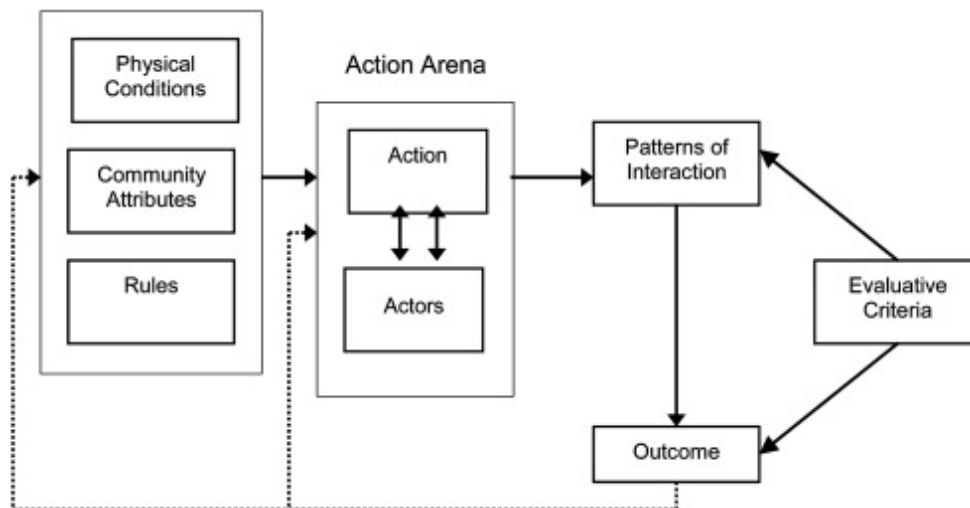 Physical
Conditions
Community
Attributes
Rules
Action Arena
Action
Actors
Patterns of
Interaction
Outcome
Evaluative
Criteria